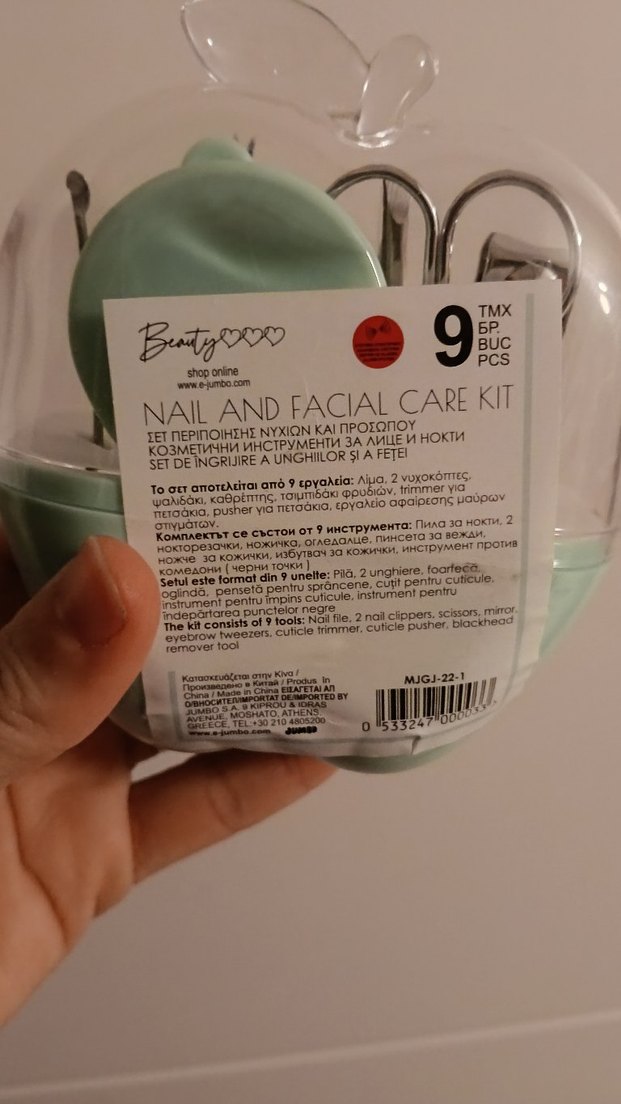 Beauty
shop online
www.e-jumbo.com
9
ΤΜΧ
БР.
BUC
PCS
NAIL AND FACIAL CARE KIT
ΣΕΤ ΠΕΡΙΠΟΙΗΣΗΣ ΝΥΧΙΩΝ ΚΑΙ ΠΡΟΣΩΠΟΥ
КОЗМЕТИЧНИ ИНСТРУМЕНТИ ЗА ЛИЦЕ И НОКТИ
SET DE ÎNGRIJIRE A UNGHIILOR ȘI A FEȚEI
Το σετ αποτελείται από 9 εργαλεία: Λίμα, 2 νυχοκόπτες,
ψαλιδάκι, καθρέπτης, τσιμπιδάκι φρυδιών, trimmer για
πετσάκια, pusher για πετσάκια, εργαλείο αφαίρεσης μαύρων
στιγμάτων.
Комплектът се състои от 9 инструмента: Пила за нокти, 2
нокторезачки, ножичка, огледалце, пинсета за вежди,
ножче за кожички, избутвач за кожички, инструмент против
комедони ( черни точки )
Setul este format din 9 unelte: Pilă, 2 unghiere, foarfecă,
oglindă, pensetă pentru sprâncene, cuțit pentru cuticule,
instrument pentru împins cuticule, instrument pentru
îndepărtarea punctelor negre
The kit consists of 9 tools: Nail file, 2 nail clippers, scissors, mirror,
eyebrow tweezers, cuticle trimmer, cuticle pusher, blackhead
remover tool
Κατασκευάζεται στην Κίνα /
Произведено в Китай / Produs în
China / Made in China ΕΙΣΑΓΕΤΑΙ ΑΠ
О/ВНОСИТЕЛ/IMPORTAT DE/IMPORTED BY
JUMBO S.A. 9 KIPROU & IDRAS
AVENUE, MOSHATO, ATHENS
GREECE, TEL:+30 210 4805200
www.e-jumbo.com JUMBO
MJGJ-22-1
0 533247 000033